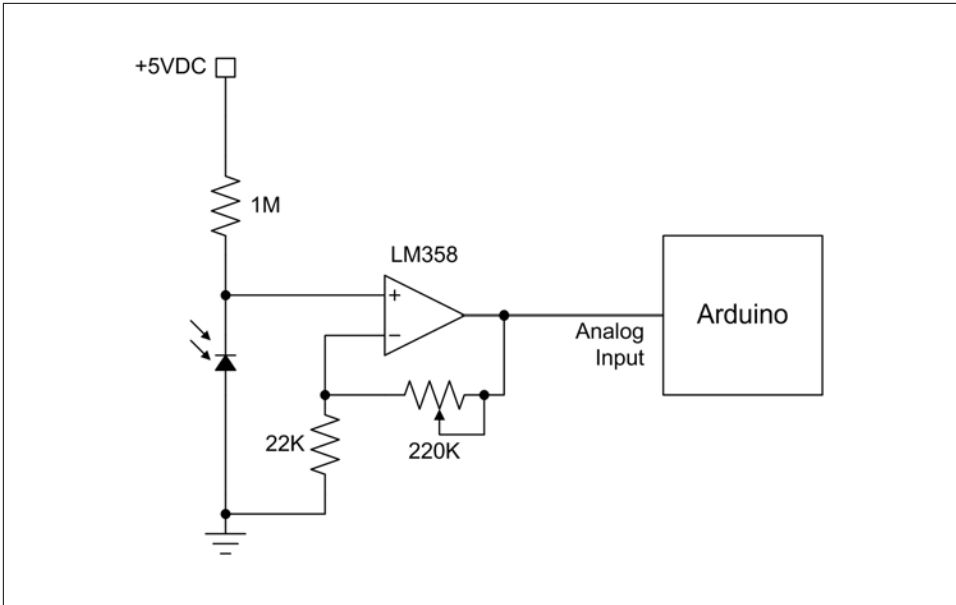 +5VDC
1M
LM358
+
−
Analog
Input
Arduino
22K
220K